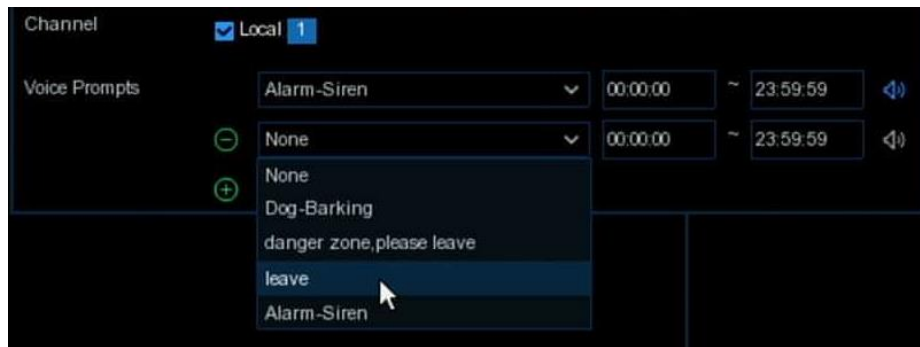 Channel Local 1
Voice Prompts Alarm-Siren 00:00:00 ~ 23:59:59
None 00:00:00 ~ 23:59:59
None
Dog-Barking
danger zone,please leave
leave
Alarm-Siren